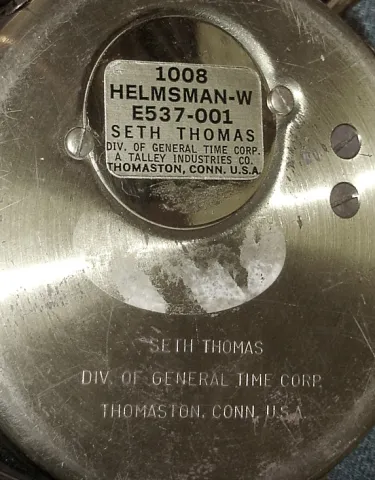 1008
HELMSMAN-W
E537-001
SETH THOMAS
DIV. OF GENERAL TIME CORP.
A TALLEY INDUSTRIES CO.
THOMASTON, CONN. U.S.A.
SETH THOMAS
DIV. OF GENERAL TIME CORP.
THOMASTON, CONN. U.S.A.